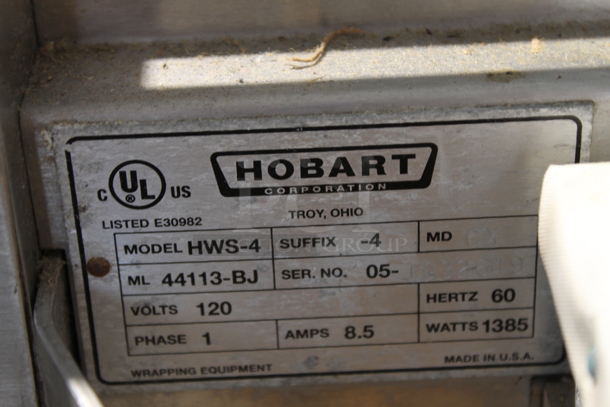 C UL US
HOBART
CORPORATION
LISTED E30982
TROY, OHIO
MODEL HWS-4 SUFFIX -4 MD
ML 44113-BJ SER. NO. 05-
VOLTS 120 HERTZ 60
PHASE 1 AMPS 8.5 WATTS 1385
WRAPPING EQUIPMENT MADE IN U.S.A.